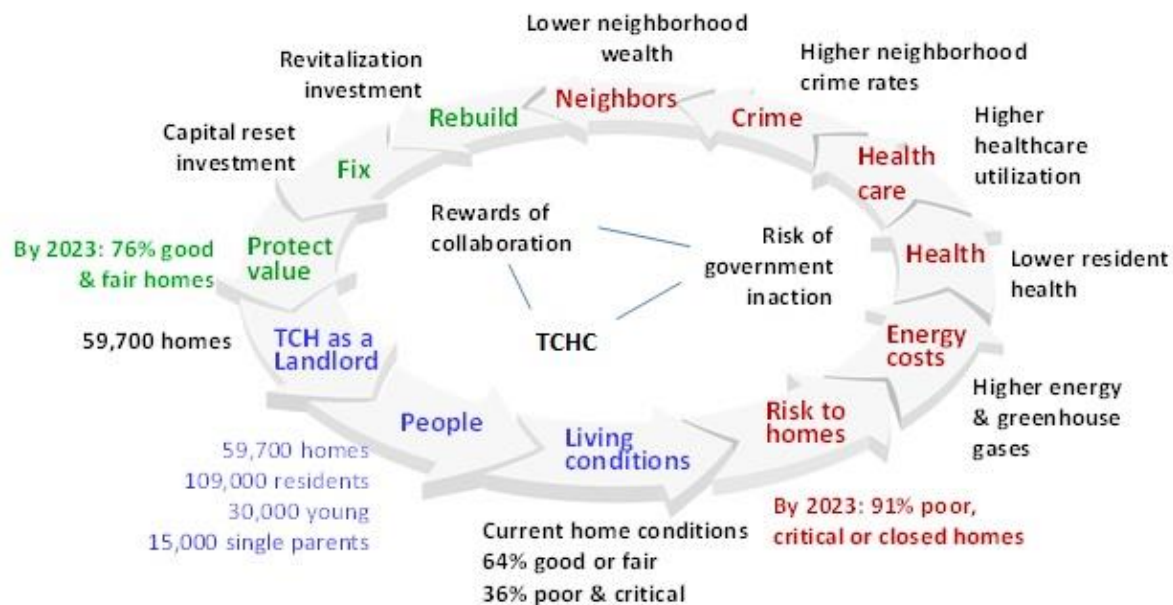 Lower neighborhood
wealth
Higher neighborhood
crime rates
Revitalization
investment
Neighbors
Rebuild
Crime
Higher
healthcare
utilization
Capital reset
investment
Fix
Health
care
Rewards of
collaboration
Risk of
government
inaction
By 2023: 76% good
& fair homes
Protect
value
Health
Lower resident
health
59,700 homes
TCH as a
Landlord
TCHC
Energy
costs
Higher energy
& greenhouse
gases
People
Living
conditions
Risk to
homes
59,700 homes
109,000 residents
30,000 young
15,000 single parents
Current home conditions
64% good or fair
36% poor & critical
By 2023: 91% poor,
critical or closed homes